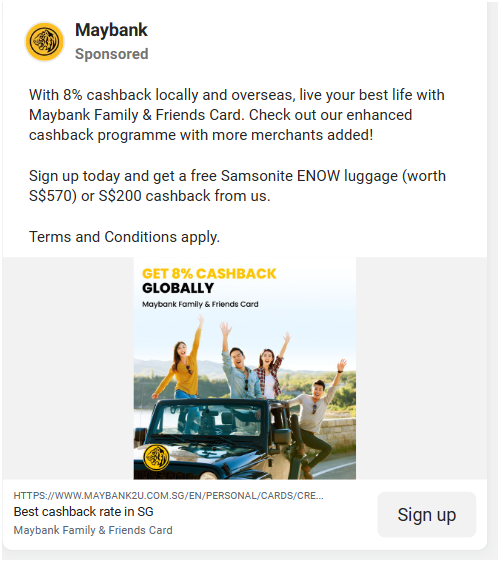 Maybank
Sponsored
With 8% cashback locally and overseas, live your best life with
Maybank Family & Friends Card. Check out our enhanced
cashback programme with more merchants added!
Sign up today and get a free Samsonite ENOW luggage (worth
S$570) or S$200 cashback from us.
Terms and Conditions apply.
GET 8% CASHBACK
GLOBALLY
Maybank Family & Friends Card
HTTPS://WWW.MAYBANK2U.COM.SG/EN/PERSONAL/CARDS/CRE...
Best cashback rate in SG
Maybank Family & Friends Card
Sign up